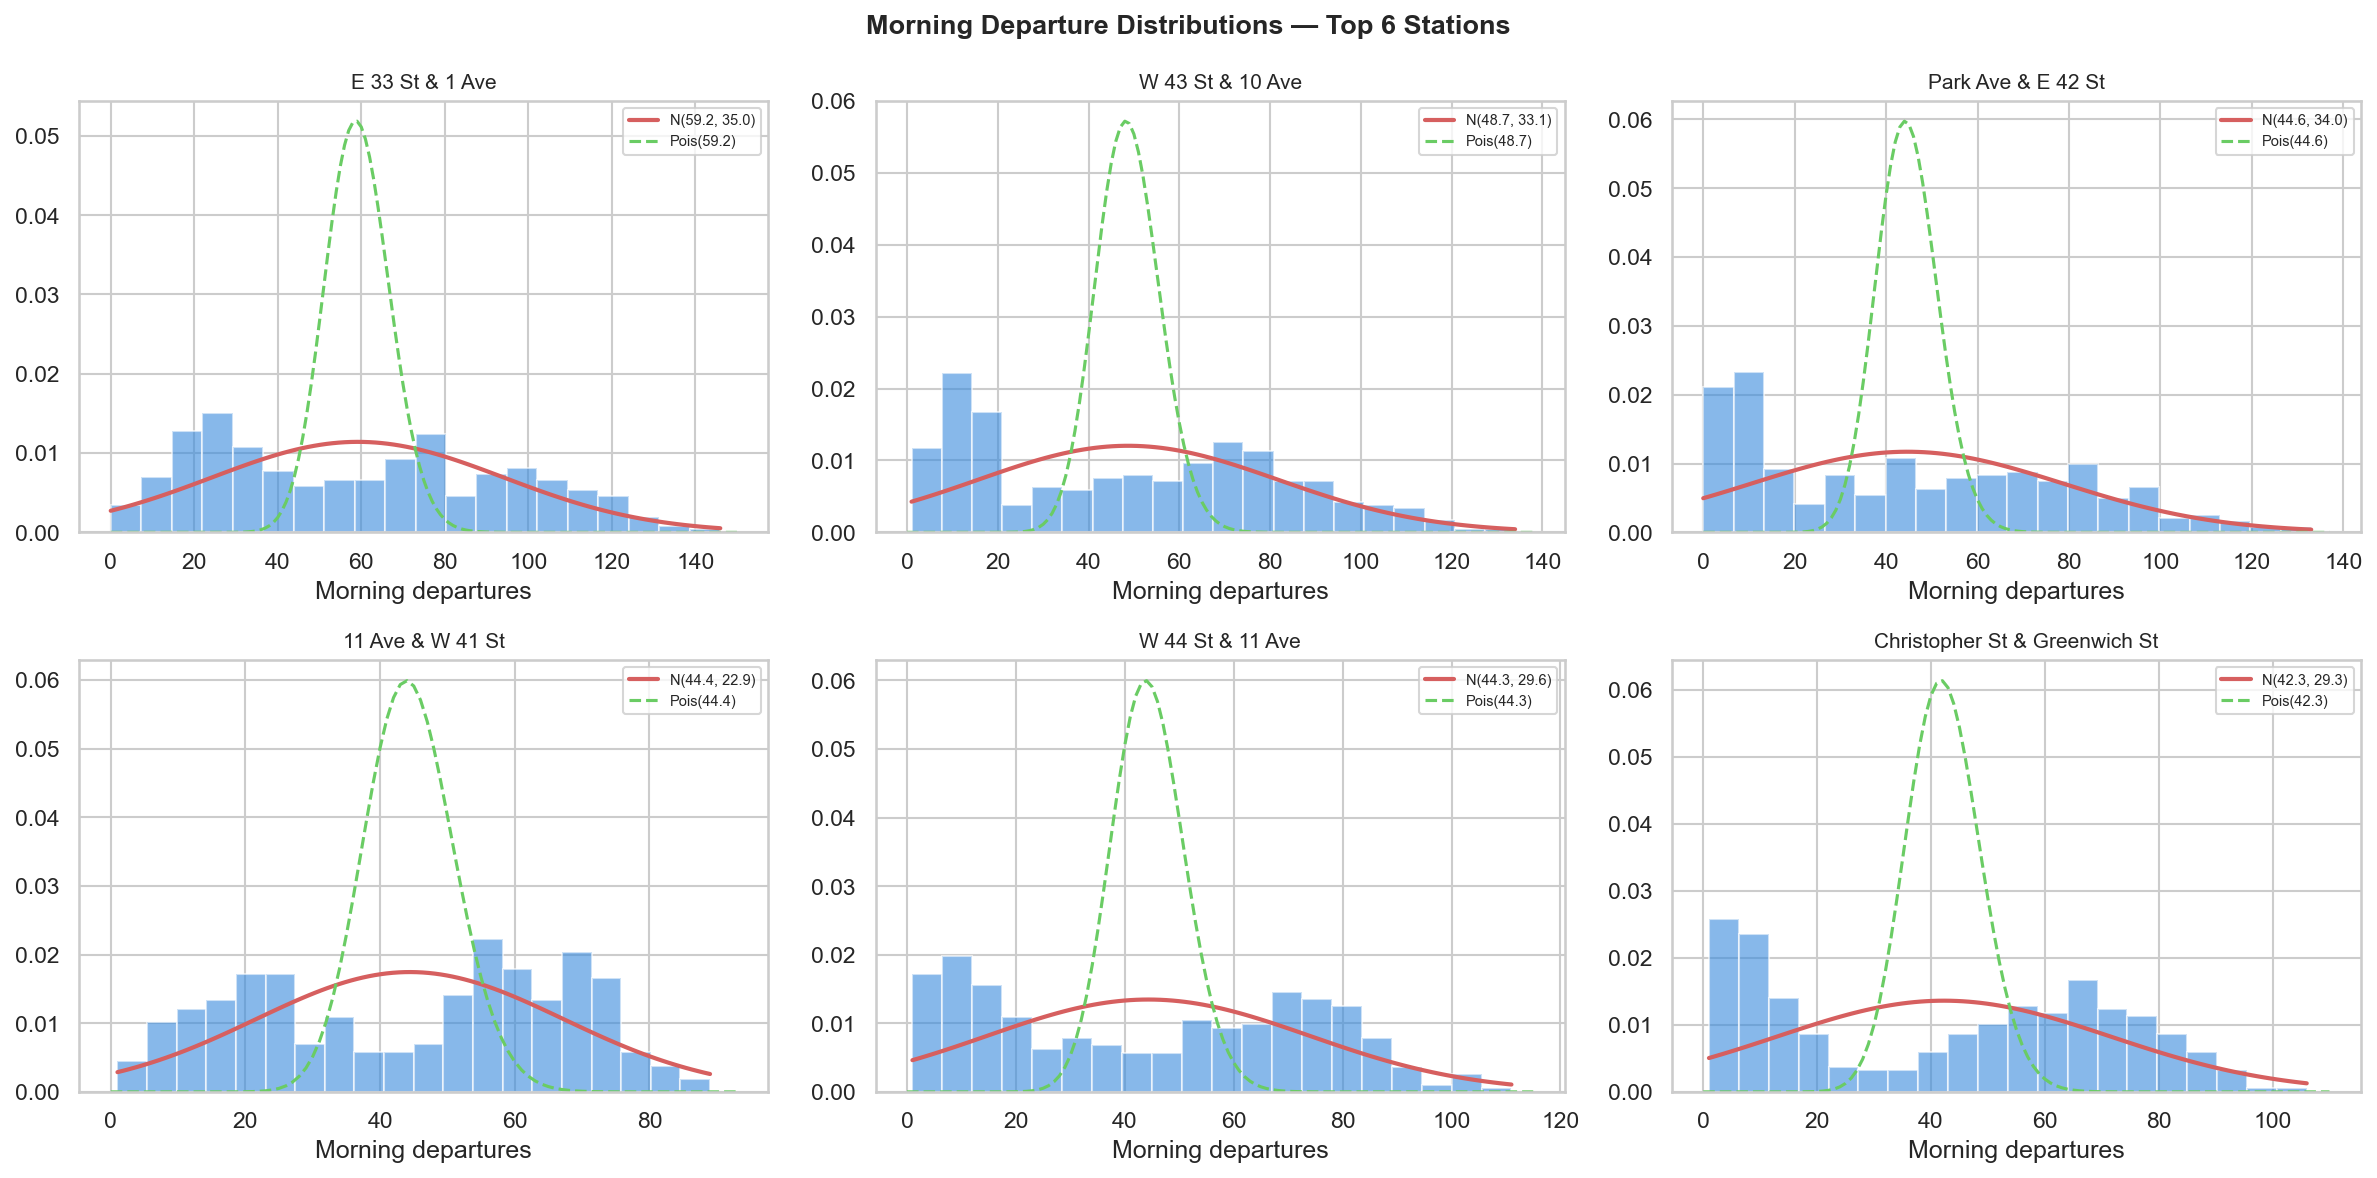 Morning Departure Distributions — Top 6 Stations
E 33 St & 1 Ave
N(59.2, 35.0)
Pois(59.2)
0.05
0.04
0.03
0.02
0.01
0.00
0 20 40 60 80 100 120 140
Morning departures
W 43 St & 10 Ave
N(48.7, 33.1)
Pois(48.7)
0.06
0.05
0.04
0.03
0.02
0.01
0.00
0 20 40 60 80 100 120 140
Morning departures
Park Ave & E 42 St
N(44.6, 34.0)
Pois(44.6)
0.06
0.05
0.04
0.03
0.02
0.01
0.00
0 20 40 60 80 100 120 140
Morning departures
11 Ave & W 41 St
N(44.4, 22.9)
Pois(44.4)
0.06
0.05
0.04
0.03
0.02
0.01
0.00
0 20 40 60 80
Morning departures
W 44 St & 11 Ave
N(44.3, 29.6)
Pois(44.3)
0.06
0.05
0.04
0.03
0.02
0.01
0.00
0 20 40 60 80 100 120
Morning departures
Christopher St & Greenwich St
N(42.3, 29.3)
Pois(42.3)
0.06
0.05
0.04
0.03
0.02
0.01
0.00
0 20 40 60 80 100
Morning departures